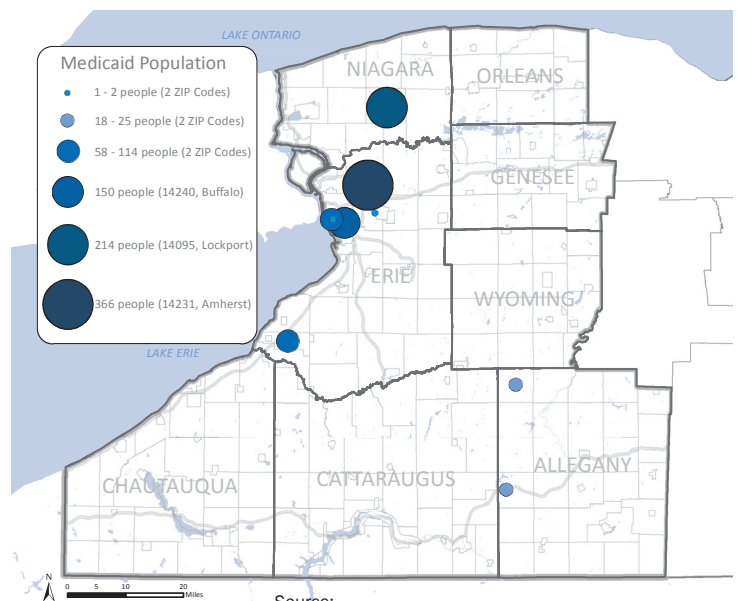 LAKE ONTARIO
Medicaid Population
1 - 2 people (2 ZIP Codes)
18 - 25 people (2 ZIP Codes)
58 - 114 people (2 ZIP Codes)
150 people (14240, Buffalo)
214 people (14095, Lockport)
366 people (14231, Amherst)
NIAGARA
ORLEANS
GENESEE
ERIE
WYOMING
LAKE ERIE
CHAUTAUQUA
CATTARAUGUS
ALLEGANY
N
0 5 10 20
Miles
Source: